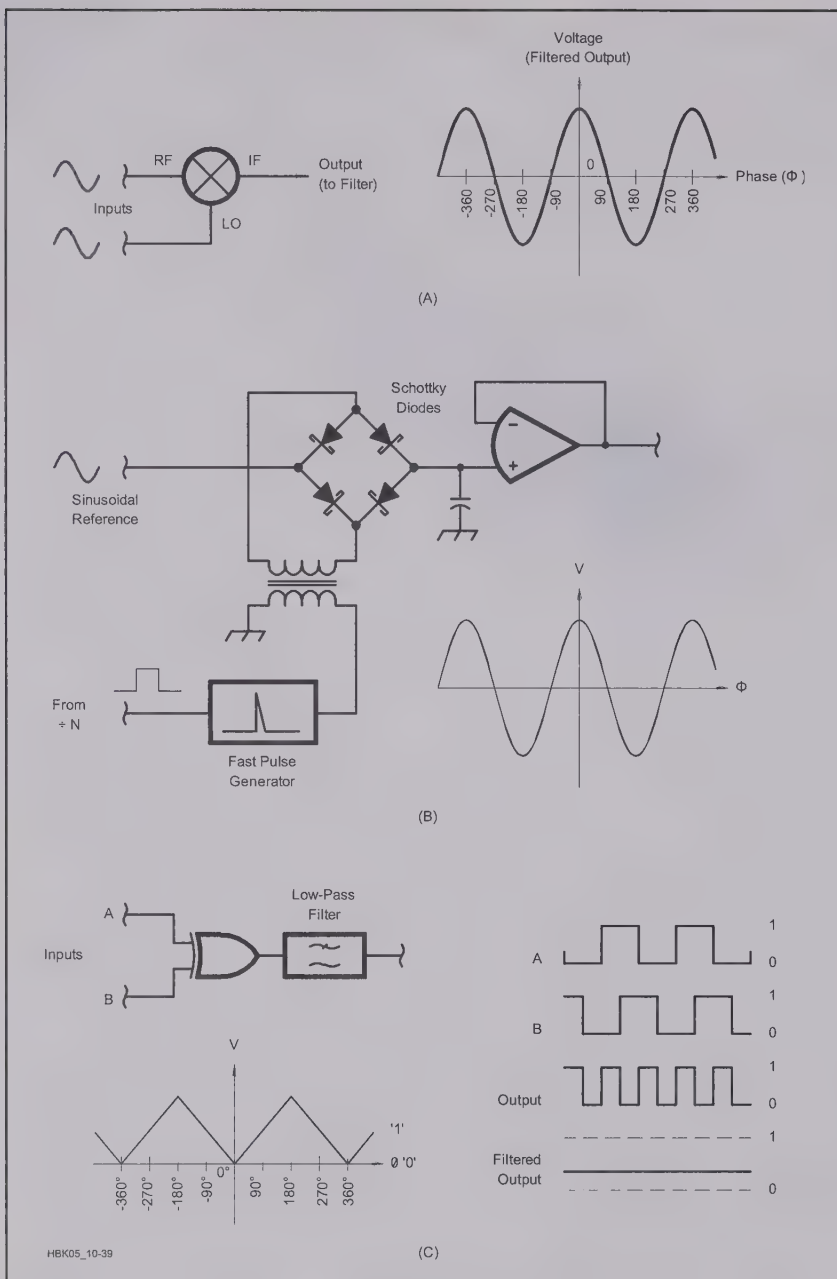 Voltage
(Filtered Output)
RF
IF
Output
(to Filter)
Inputs
LO
0
Phase (Φ)
-360
-270
-180
-90
90
180
270
360
(A)
Schottky
Diodes
-
+
Sinusoidal
Reference
V
Φ
From
÷ N
Fast Pulse
Generator
(B)
Low-Pass
Filter
A
Inputs
B
V
'1'
0°
Ø '0'
-360°
-270°
-180°
-90°
90°
180°
270°
360°
A
1
0
B
1
0
Output
1
0
1
Filtered
Output
0
HBK05_10-39
(C)